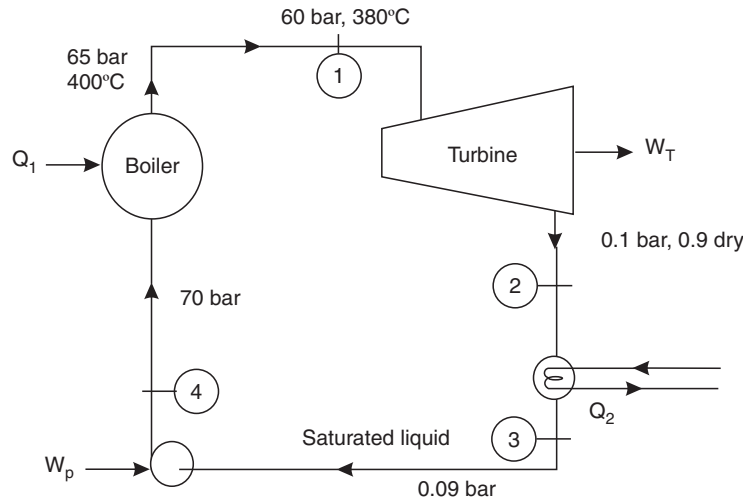 60 bar, 380ºC
65 bar
400ºC
1
Q1
Boiler
Turbine
WT
0.1 bar, 0.9 dry
2
70 bar
4
Q2
Saturated liquid
3
Wp
0.09 bar